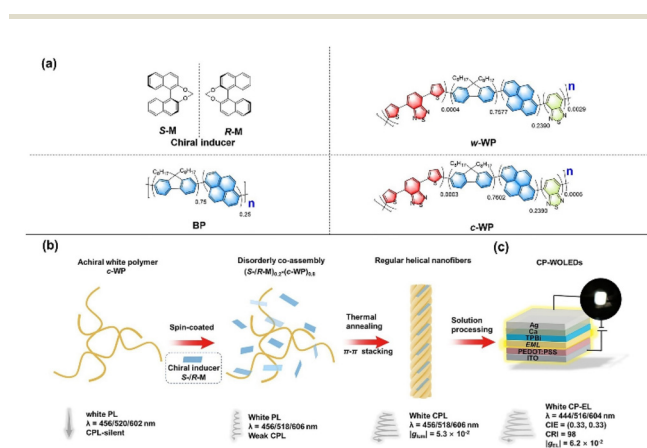 (a)
S-M
R-M
Chiral inducer
C₈H₁₇ C₈H₁₇
n
S
N
S
N
S
0.0004
0.7577
0.2390
N
S
N
0.0029
w-WP
C₈H₁₇ C₈H₁₇
0.75
n
0.25
BP
C₈H₁₇ C₈H₁₇
n
S
N
S
N
S
0.0003
0.7602
0.2390
N
S
N
0.0005
c-WP
(b)
Achiral white polymer
c-WP
Spin-coated
Chiral inducer
S-/R-M
Disorderly co-assembly
(S-/R-M)₀.₂-(c-WP)₀.₈
Thermal
annealing
π-π stacking
Regular helical nanofibers
Solution
processing
(c)
CP-WOLEDs
Ag
Ca
TPBi
EML
PEDOT:PSS
ITO
white PL
λ = 456/520/602 nm
CPL-silent
White PL
λ = 456/518/606 nm
Weak CPL
White CPL
λ = 456/518/606 nm
|gₗᵤₘ| = 5.3 × 10⁻²
White CP-EL
λ = 444/516/604 nm
CIE = (0.33, 0.33)
CRI = 98
|g_EL| = 6.2 × 10⁻²